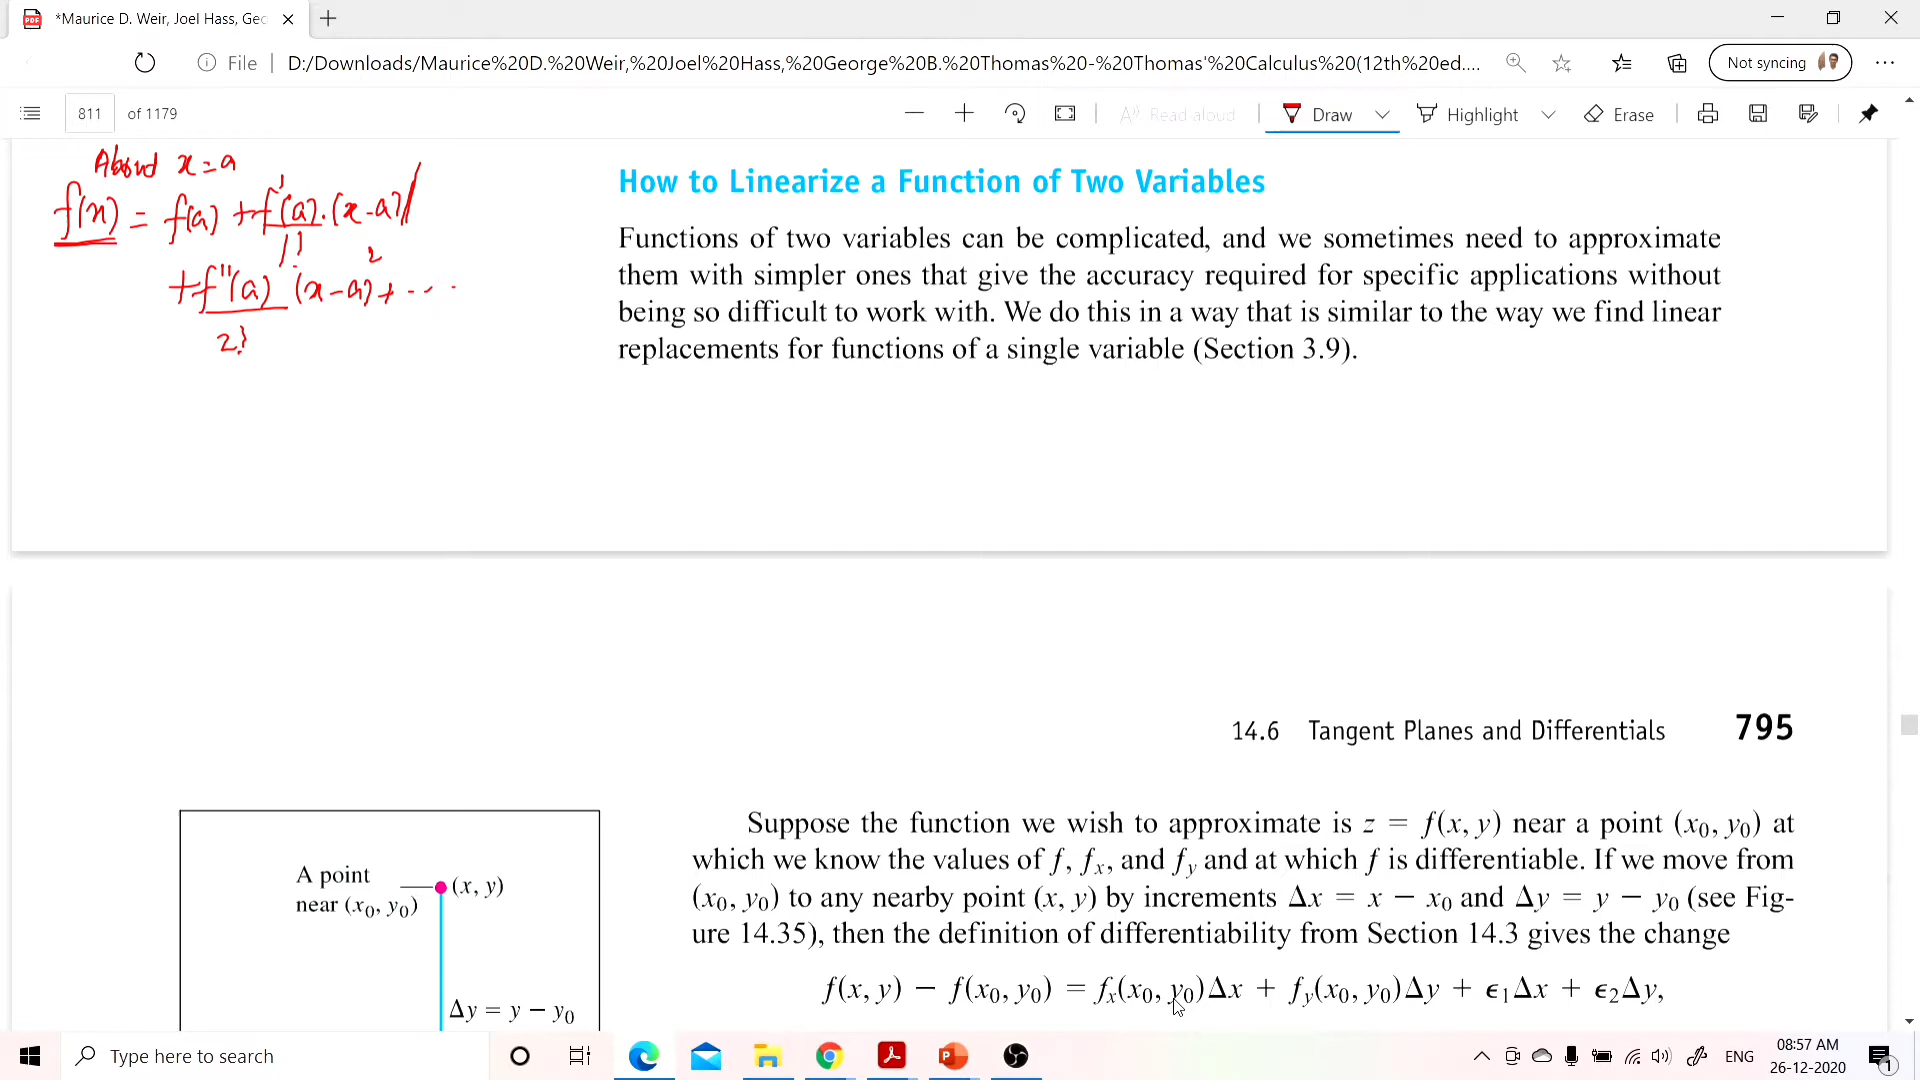 *Maurice D. Weir, Joel Hass, Geo
File D:/Downloads/Maurice%20D.%20Weir,%20Joel%20Hass,%20George%20B.%20Thomas%20-%20Thomas'%20Calculus%20(12th%20ed.... Not syncing
811 of 1179 Read aloud Draw Highlight Erase
About x=a
f(x) = f(a) + f'(a)/1! . (x-a)
+ f''(a)/2! (x-a)² + ....
How to Linearize a Function of Two Variables
Functions of two variables can be complicated, and we sometimes need to approximate
them with simpler ones that give the accuracy required for specific applications without
being so difficult to work with. We do this in a way that is similar to the way we find linear
replacements for functions of a single variable (Section 3.9).
14.6 Tangent Planes and Differentials 795
A point
near (x₀, y₀)
(x, y)
Δy = y − y₀
Suppose the function we wish to approximate is z = f(x, y) near a point (x₀, y₀) at
which we know the values of f, fₓ, and f_y and at which f is differentiable. If we move from
(x₀, y₀) to any nearby point (x, y) by increments Δx = x − x₀ and Δy = y − y₀ (see Fig-
ure 14.35), then the definition of differentiability from Section 14.3 gives the change
f(x, y) − f(x₀, y₀) = fₓ(x₀, y₀)Δx + f_y(x₀, y₀)Δy + ϵ₁Δx + ϵ₂Δy,
Type here to search
ENG
08:57 AM
26-12-2020
1